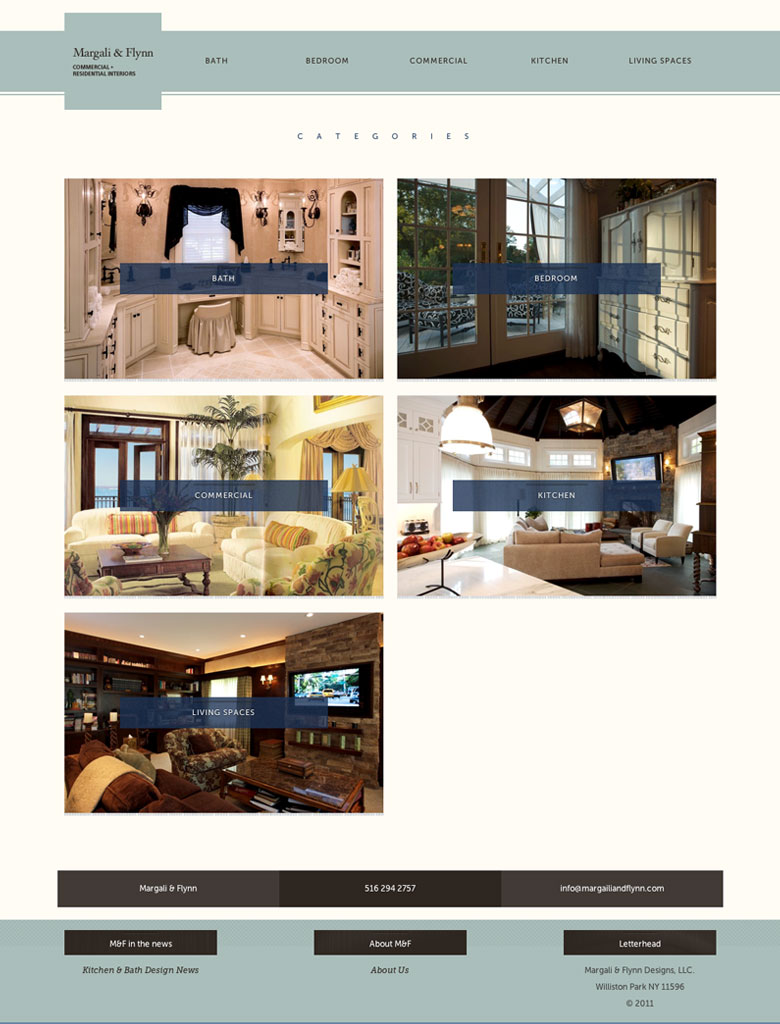 Margali & Flynn
COMMERCIAL +
RESIDENTIAL INTERIORS
BATH
BEDROOM
COMMERCIAL
KITCHEN
LIVING SPACES
CATEGORIES
BATH
BEDROOM
COMMERCIAL
KITCHEN
LIVING SPACES
Margali & Flynn
516 294 2757
info@margailiandflynn.com
M&F in the news
About M&F
Letterhead
Kitchen & Bath Design News
About Us
Margali & Flynn Designs, LLC.
Williston Park NY 11596
© 2011